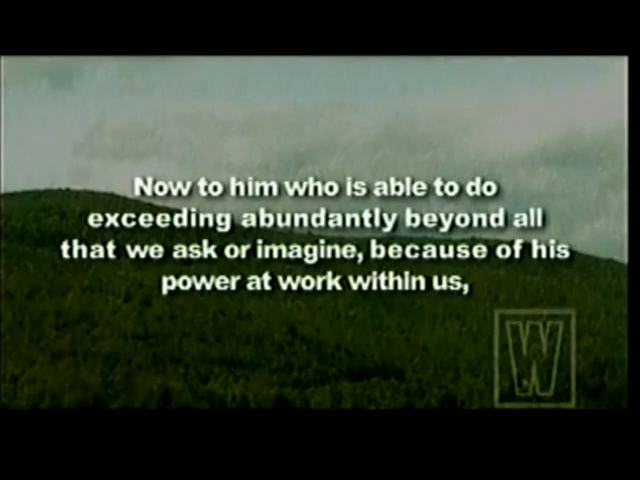 Now to him who is able to do
exceeding abundantly beyond all
that we ask or imagine, because of his
power at work within us,
W